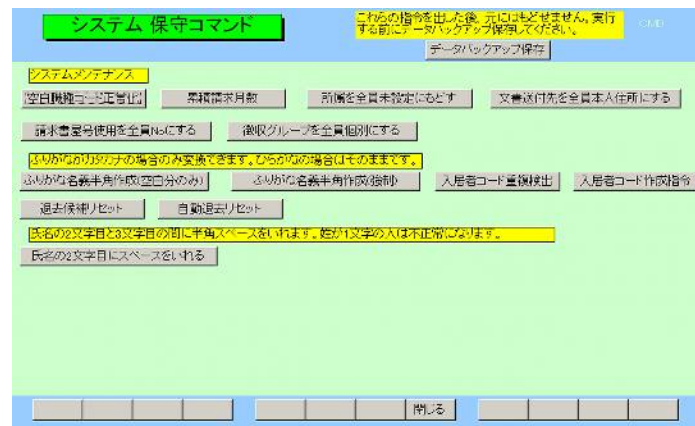 システム 保守コマンド
これらの指令を出した後、元にはもどせません。実行
する前にデータバックアップ保存してください。
CMB
データバックアップ保存
システムメンテナンス
空白職種コード正常化 累積請求月数 所属を全員未設定にもどす 文書送付先を全員本人住所にする
請求書屋号使用を全員Noにする 徴収グループを全員個別にする
ふりがながカタカナの場合のみ変換できます。ひらがなの場合はそのままです。
ふりがな名義半角作成(空白分のみ) ふりがな名義半角作成(強制) 入居者コード重複検出 入居者コード作成指令
退去候補リセット 自動退去リセット
氏名の2文字目と3文字目の間に半角スペースをいれます。姓が1文字の人は不正常になります。
氏名の2文字目にスペースをいれる
閉じる